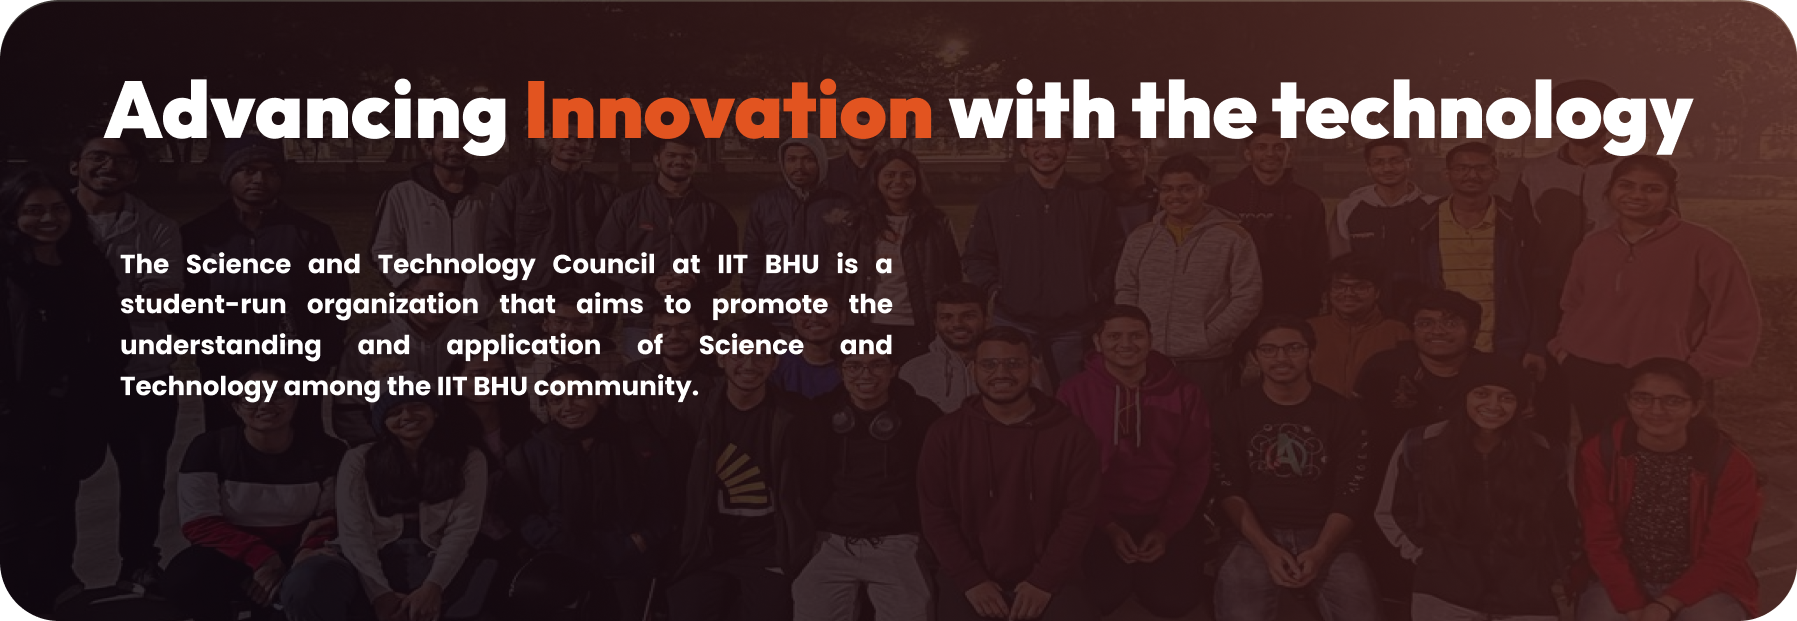 Advancing Innovation with the technology
The Science and Technology Council at IIT BHU is a
student-run organization that aims to promote the
understanding and application of Science and
Technology among the IIT BHU community.